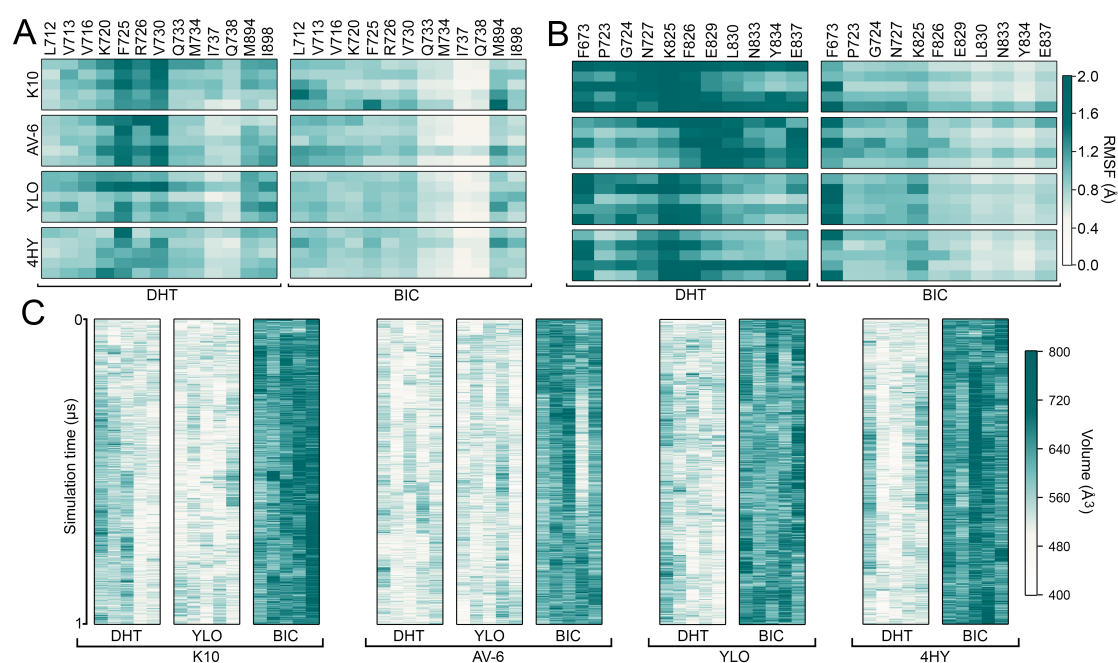 A
L712 V713 V716 K720 F725 R726 V730 Q733 M734 I737 Q738 M894 I898
L712 V713 V716 K720 F725 R726 V730 Q733 M734 I737 Q738 M894 I898
K10
AV-6
YLO
4HY
DHT BIC
B
F673 P723 G724 N727 K825 F826 E829 L830 N833 Y834 E837
F673 P723 G724 N727 K825 F826 E829 L830 N833 Y834 E837
DHT BIC
2.0
1.6
1.2
0.8
0.4
0.0
RMSF (Å)
C
0
Simulation time (μs)
1
DHT YLO BIC
K10
DHT YLO BIC
AV-6
DHT BIC
YLO
DHT BIC
4HY
800
720
640
560
480
400
Volume (Å3)